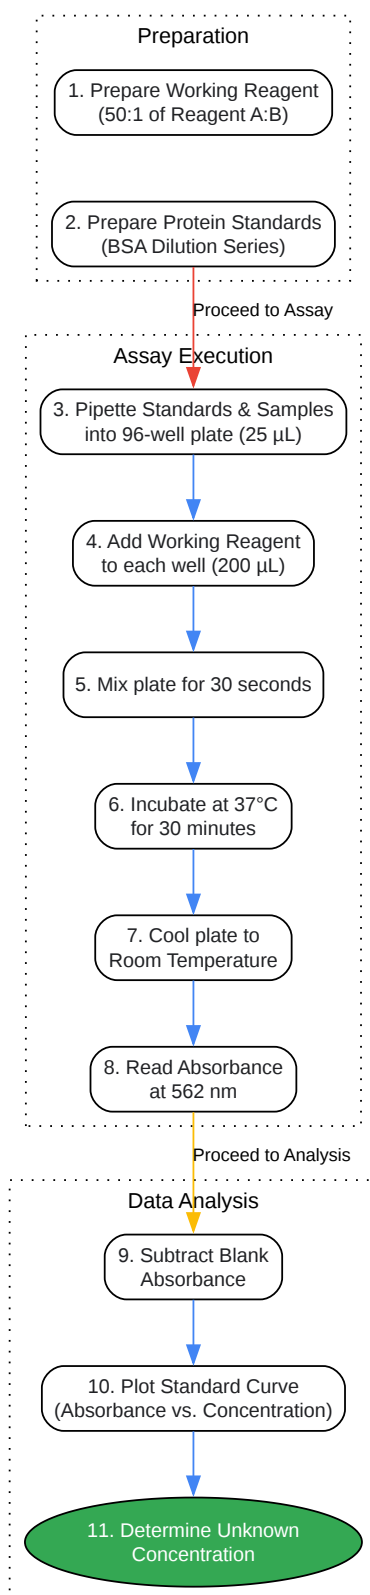 Preparation
1. Prepare Working Reagent
(50:1 of Reagent A:B)
2. Prepare Protein Standards
(BSA Dilution Series)
Proceed to Assay
Assay Execution
3. Pipette Standards & Samples
into 96-well plate (25 µL)
4. Add Working Reagent
to each well (200 µL)
5. Mix plate for 30 seconds
6. Incubate at 37°C
for 30 minutes
7. Cool plate to
Room Temperature
8. Read Absorbance
at 562 nm
Proceed to Analysis
Data Analysis
9. Subtract Blank
Absorbance
10. Plot Standard Curve
(Absorbance vs. Concentration)
11. Determine Unknown
Concentration